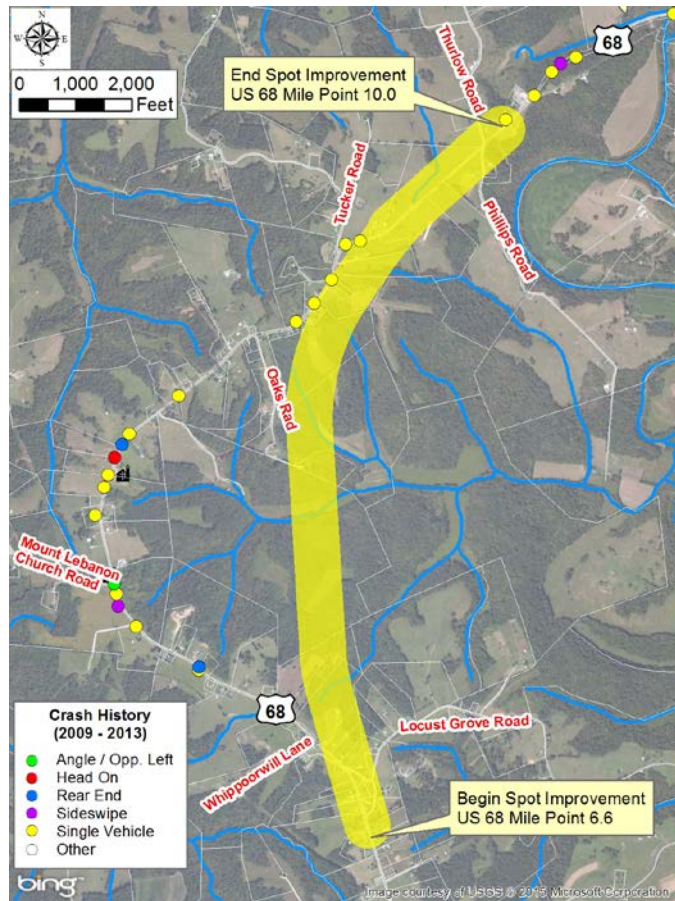 N
W E
S
0 1,000 2,000
Feet
68
Thurlow Road
End Spot Improvement
US 68 Mile Point 10.0
Tucker Road
Phillips Road
Oaks Rad
Mount Lebanon
Church Road
68
Locust Grove Road
Whippoorwill Lane
Begin Spot Improvement
US 68 Mile Point 6.6
Crash History
(2009 - 2013)
Angle / Opp. Left
Head On
Rear End
Sideswipe
Single Vehicle
Other
bing
Image courtesy of USGS © 2015 Microsoft Corporation